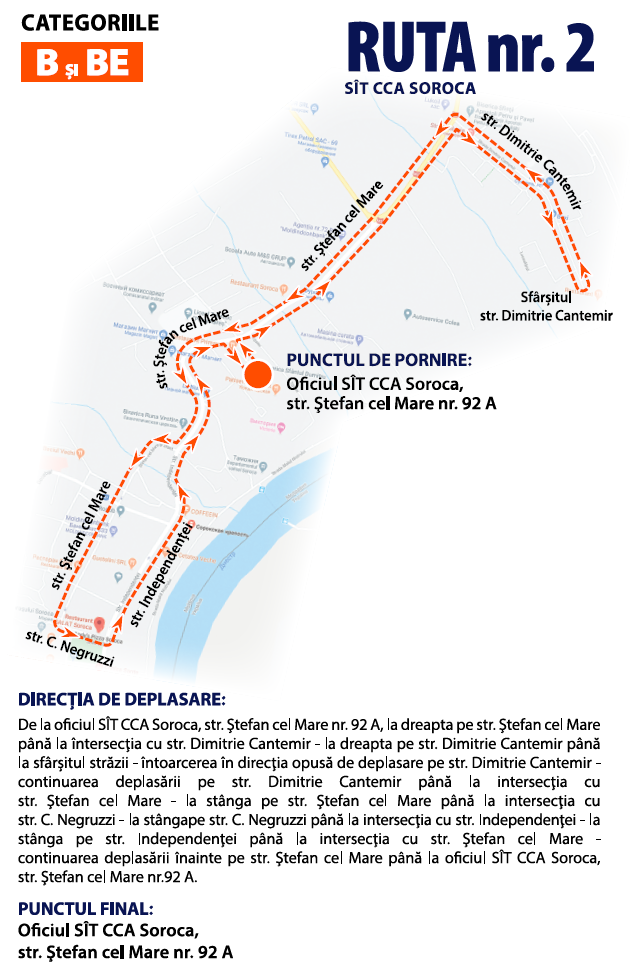 CATEGORIILE
B și BE
RUTA nr. 2
SÎT CCA SOROCA
str. Dimitrie Cantemir
str. Ștefan cel Mare
Sfârșitul
str. Dimitrie Cantemir
str. Ștefan cel Mare
PUNCTUL DE PORNIRE:
Oficiul SÎT CCA Soroca,
str. Ștefan cel Mare nr. 92 A
str. Ștefan cel Mare
str. Independenței
str. C. Negruzzi
DIRECȚIA DE DEPLASARE:
De la oficiul SÎT CCA Soroca, str. Ștefan cel Mare nr. 92 A, la dreapta pe str. Ștefan cel Mare
până la întersecția cu str. Dimitrie Cantemir - la dreapta pe str. Dimitrie Cantemir până
la sfârșitul străzii - întoarcerea în direcția opusă de deplasare pe str. Dimitrie Cantemir -
continuarea deplasării pe str. Dimitrie Cantemir până la intersecția cu
str. Ștefan cel Mare - la stânga pe str. Ștefan cel Mare până la intersecția cu
str. C. Negruzzi - la stângape str. C. Negruzzi până la intersecția cu str. Independenței - la
stânga pe str. Independenței până la intersecția cu str. Ștefan cel Mare -
continuarea deplasării înainte pe str. Ștefan cel Mare până la oficiul SÎT CCA Soroca,
str. Ștefan cel Mare nr.92 A.
PUNCTUL FINAL:
Oficiul SÎT CCA Soroca,
str. Ștefan cel Mare nr. 92 A